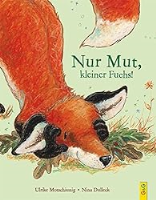 Nur Mut,
kleiner Fuchs!
Ulrike Motschiunig • Nina Dulleck